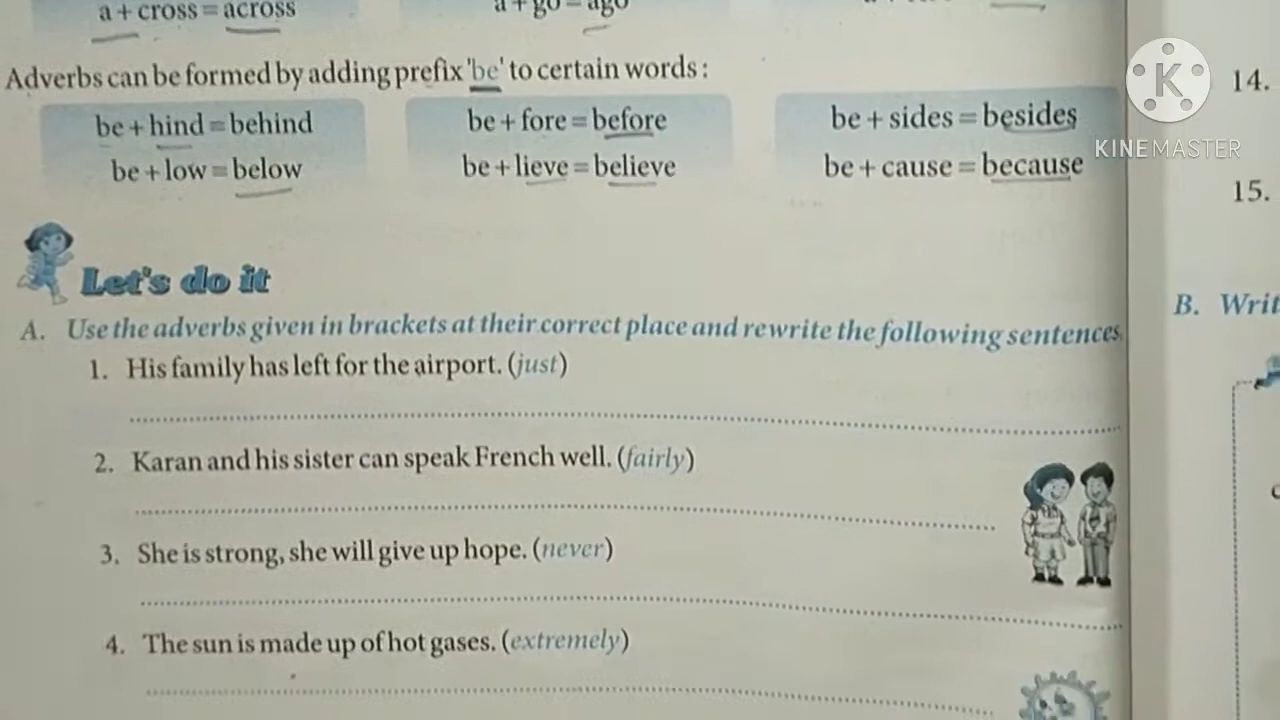 a + cross = across
a + go = ago
Adverbs can be formed by adding prefix 'be' to certain words :
be + hind = behind
be + fore = before
be + sides = besides
be + low = below
be + lieve = believe
be + cause = because
KINEMASTER
Let's do it
A. Use the adverbs given in brackets at their correct place and rewrite the following sentences.
1. His family has left for the airport. (just)
2. Karan and his sister can speak French well. (fairly)
3. She is strong, she will give up hope. (never)
4. The sun is made up of hot gases. (extremely)
14.
15.
B. Writ